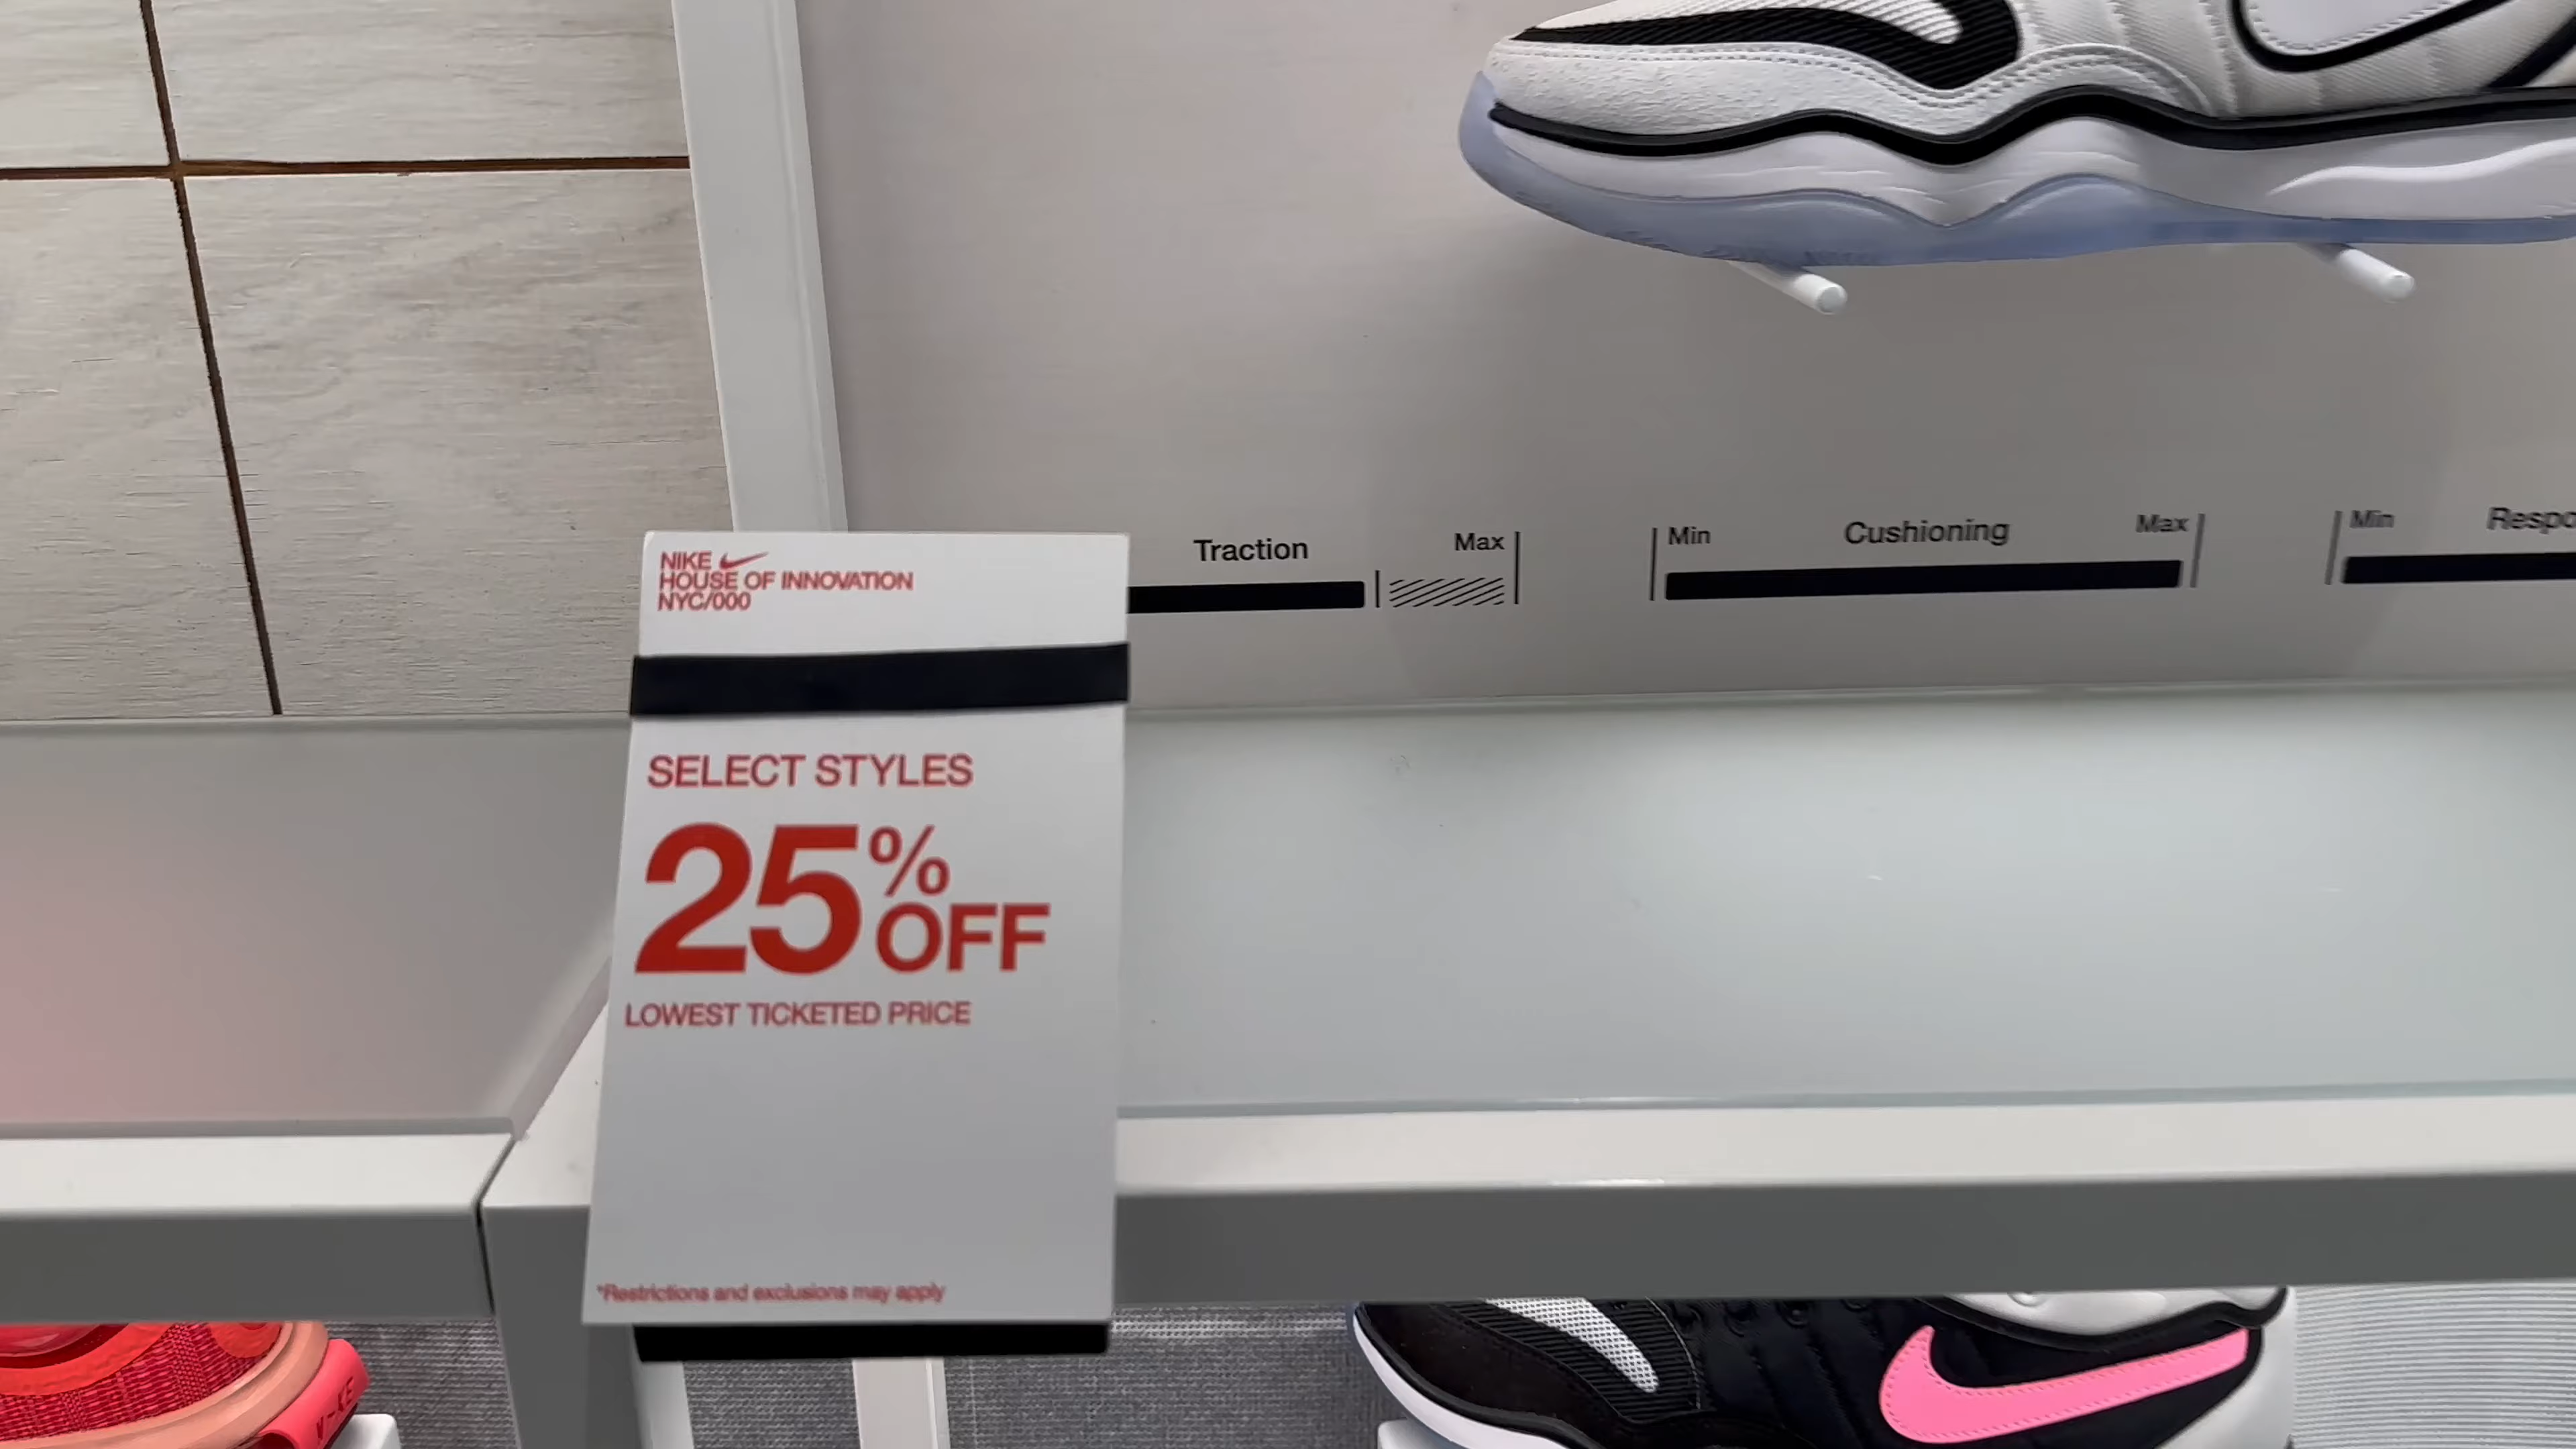 NIKE
HOUSE OF INNOVATION
NYC/000
SELECT STYLES
25% OFF
LOWEST TICKETED PRICE
*Restrictions and exclusions may apply
Traction Max
Min Cushioning Max
Min Respo